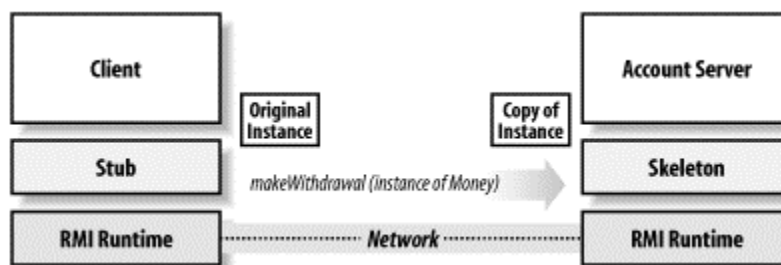 Client
Account Server
Original
Instance
Copy of
Instance
Stub
makeWithdrawal (instance of Money)
Skeleton
RMI Runtime
Network
RMI Runtime